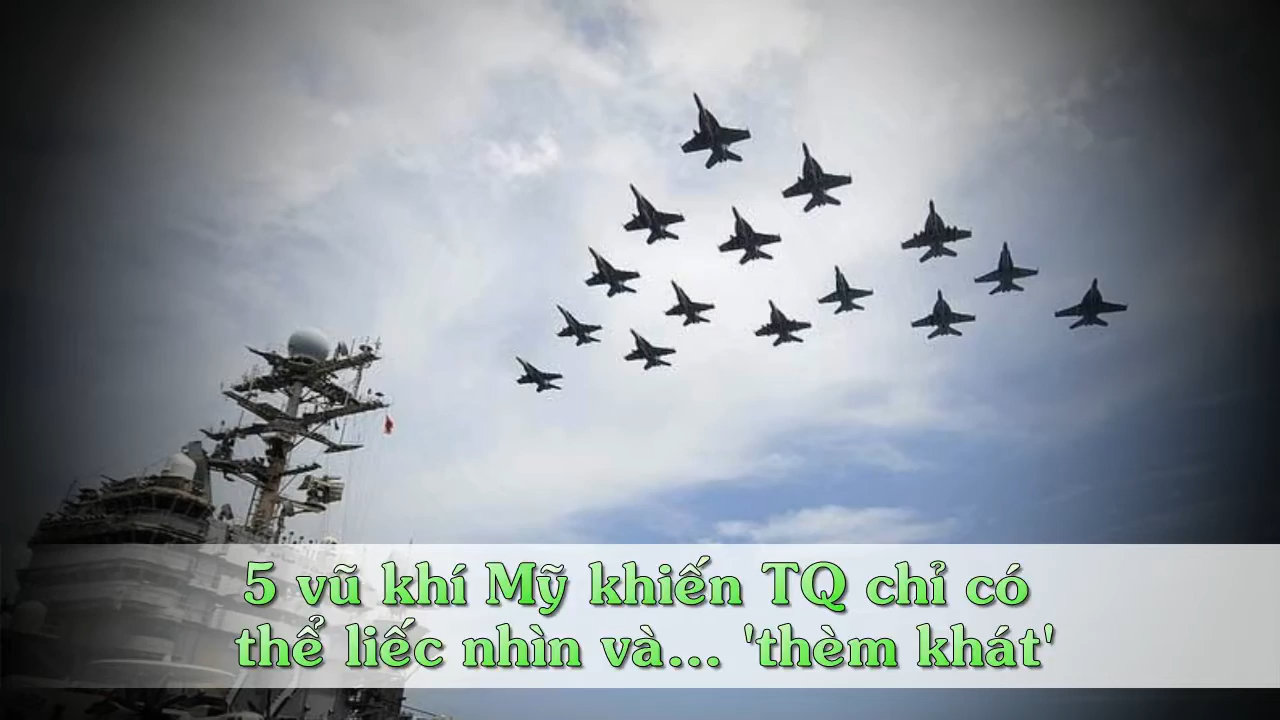 5 vũ khí Mỹ khiến TQ chỉ có
thể liếc nhìn và... 'thèm khát'